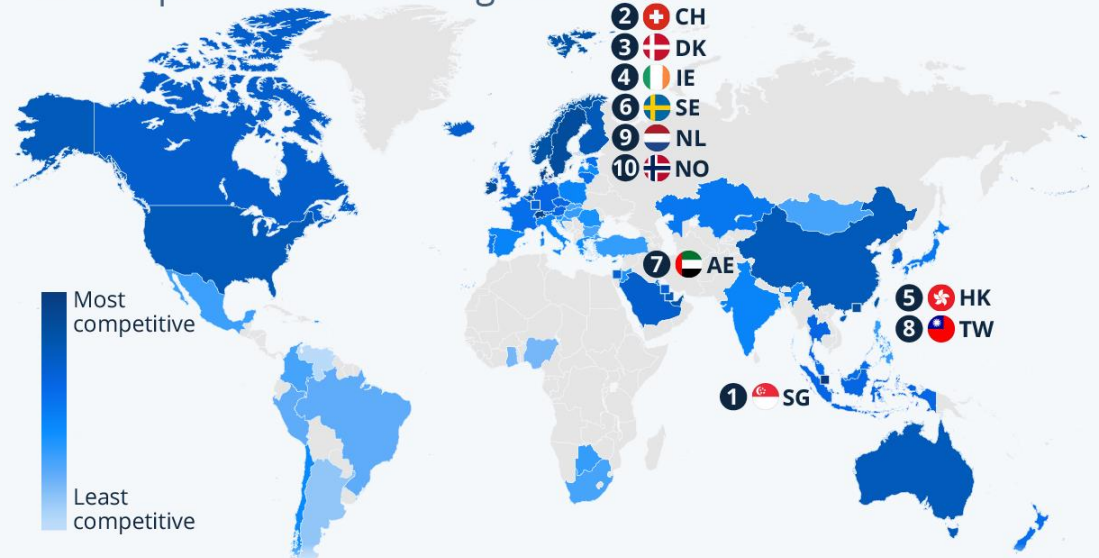 2 CH
3 DK
4 IE
6 SE
9 NL
10 NO
7 AE
Most
competitive
5 HK
8 TW
1 SG
Least
competitive